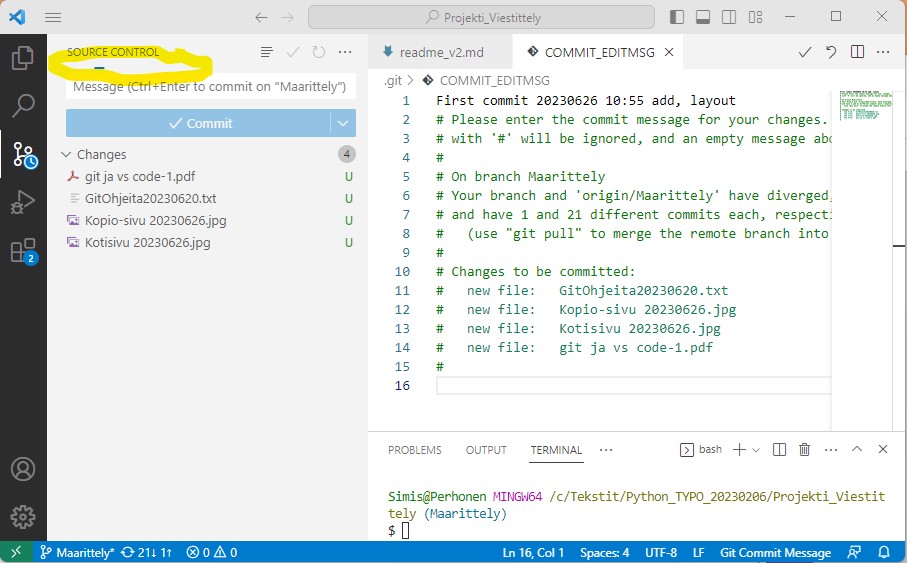 Projekti_Viestittely
SOURCE CONTROL
Message (Ctrl+Enter to commit on "Maarittely")
Commit
Changes 4
git ja vs code-1.pdf U
GitOhjeita20230620.txt U
Kopio-sivu 20230626.jpg U
Kotisivu 20230626.jpg U
2
readme_v2.md COMMIT_EDITMSG
.git > COMMIT_EDITMSG
1 First commit 20230626 10:55 add, layout
2 # Please enter the commit message for your changes.
3 # with '#' will be ignored, and an empty message abo
4 #
5 # On branch Maarittely
6 # Your branch and 'origin/Maarittely' have diverged,
7 # and have 1 and 21 different commits each, respecti
8 #   (use "git pull" to merge the remote branch into
9 #
10 # Changes to be committed:
11 #   new file:   GitOhjeita20230620.txt
12 #   new file:   Kopio-sivu 20230626.jpg
13 #   new file:   Kotisivu 20230626.jpg
14 #   new file:   git ja vs code-1.pdf
15 #
16
PROBLEMS OUTPUT TERMINAL ··· bash
Simis@Perhonen MINGW64 /c/Tekstit/Python_TYPO_20230206/Projekti_Viestit
tely (Maarittely)
$
Maarittely* 21↓ 1↑ 0 0 Ln 16, Col 1 Spaces: 4 UTF-8 LF Git Commit Message